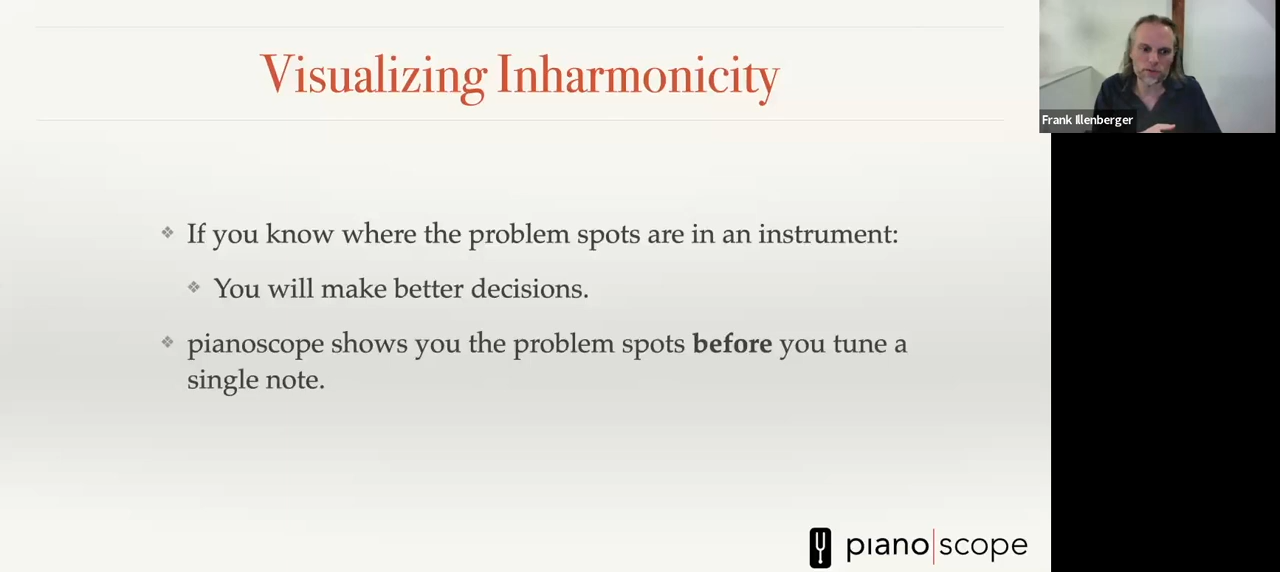 Visualizing Inharmonicity
Frank Illenberger
If you know where the problem spots are in an instrument:
You will make better decisions.
pianoscope shows you the problem spots before you tune a
single note.
piano|scope